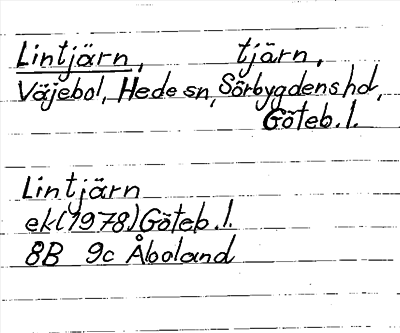 Lintjärn, tjärn,
Väjebol, Hede sn, Sörbygdens hd,
Göteb. l.
Lintjärn
ek (1978) Göteb. l.
8B 9c Åboland